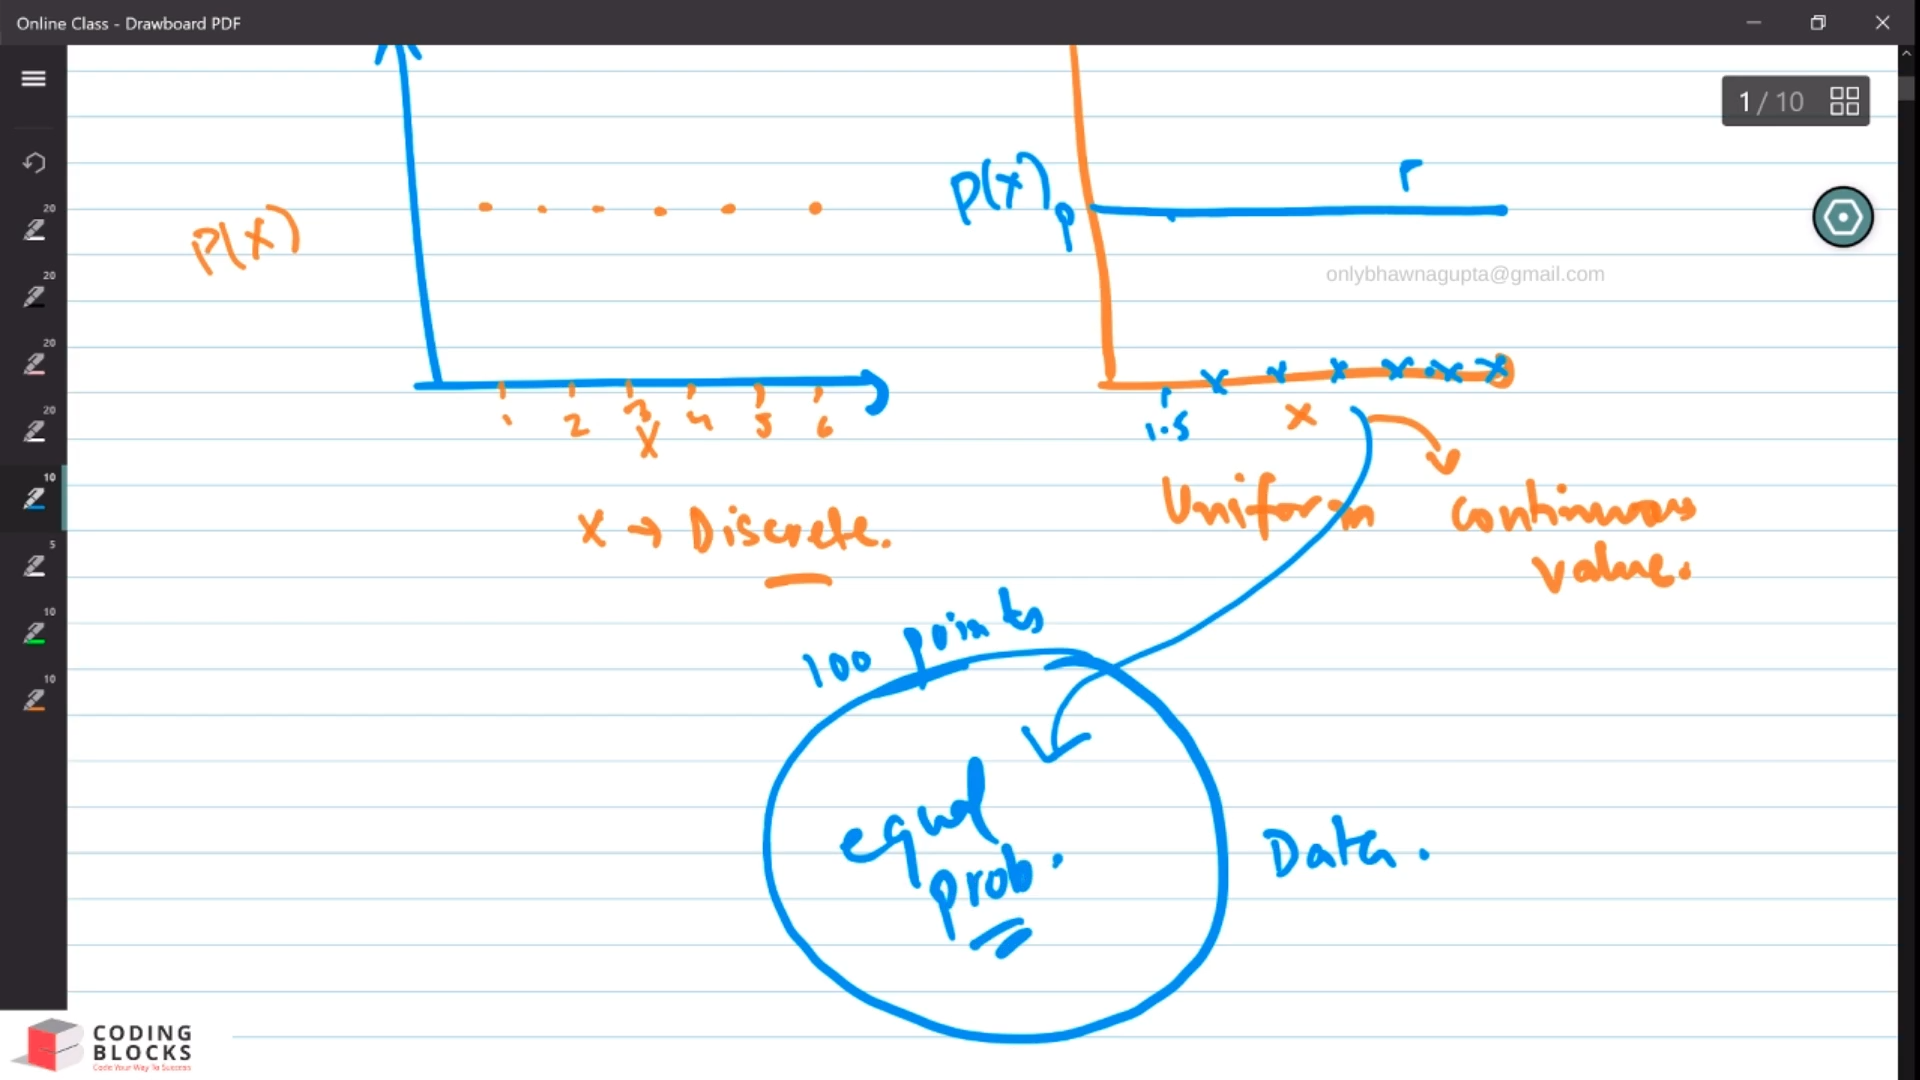 Online Class - Drawboard PDF
1 / 10
20
20
20
20
10
5
10
10
P(X)
1 2 3 4 5 6
X
X → Discrete.
P(X)
P
1.5
X
Uniform
Continuous
Value.
onlybhawnagupta@gmail.com
100 points
equal
prob.
Data.
CODING
BLOCKS
Code Your Way To Success